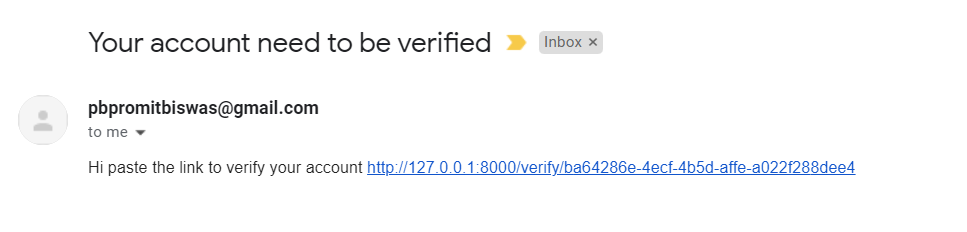 Your account need to be verified Inbox ×
pbpromitbiswas@gmail.com
to me
Hi paste the link to verify your account http://127.0.0.1:8000/verify/ba64286e-4ecf-4b5d-affe-a022f288dee4